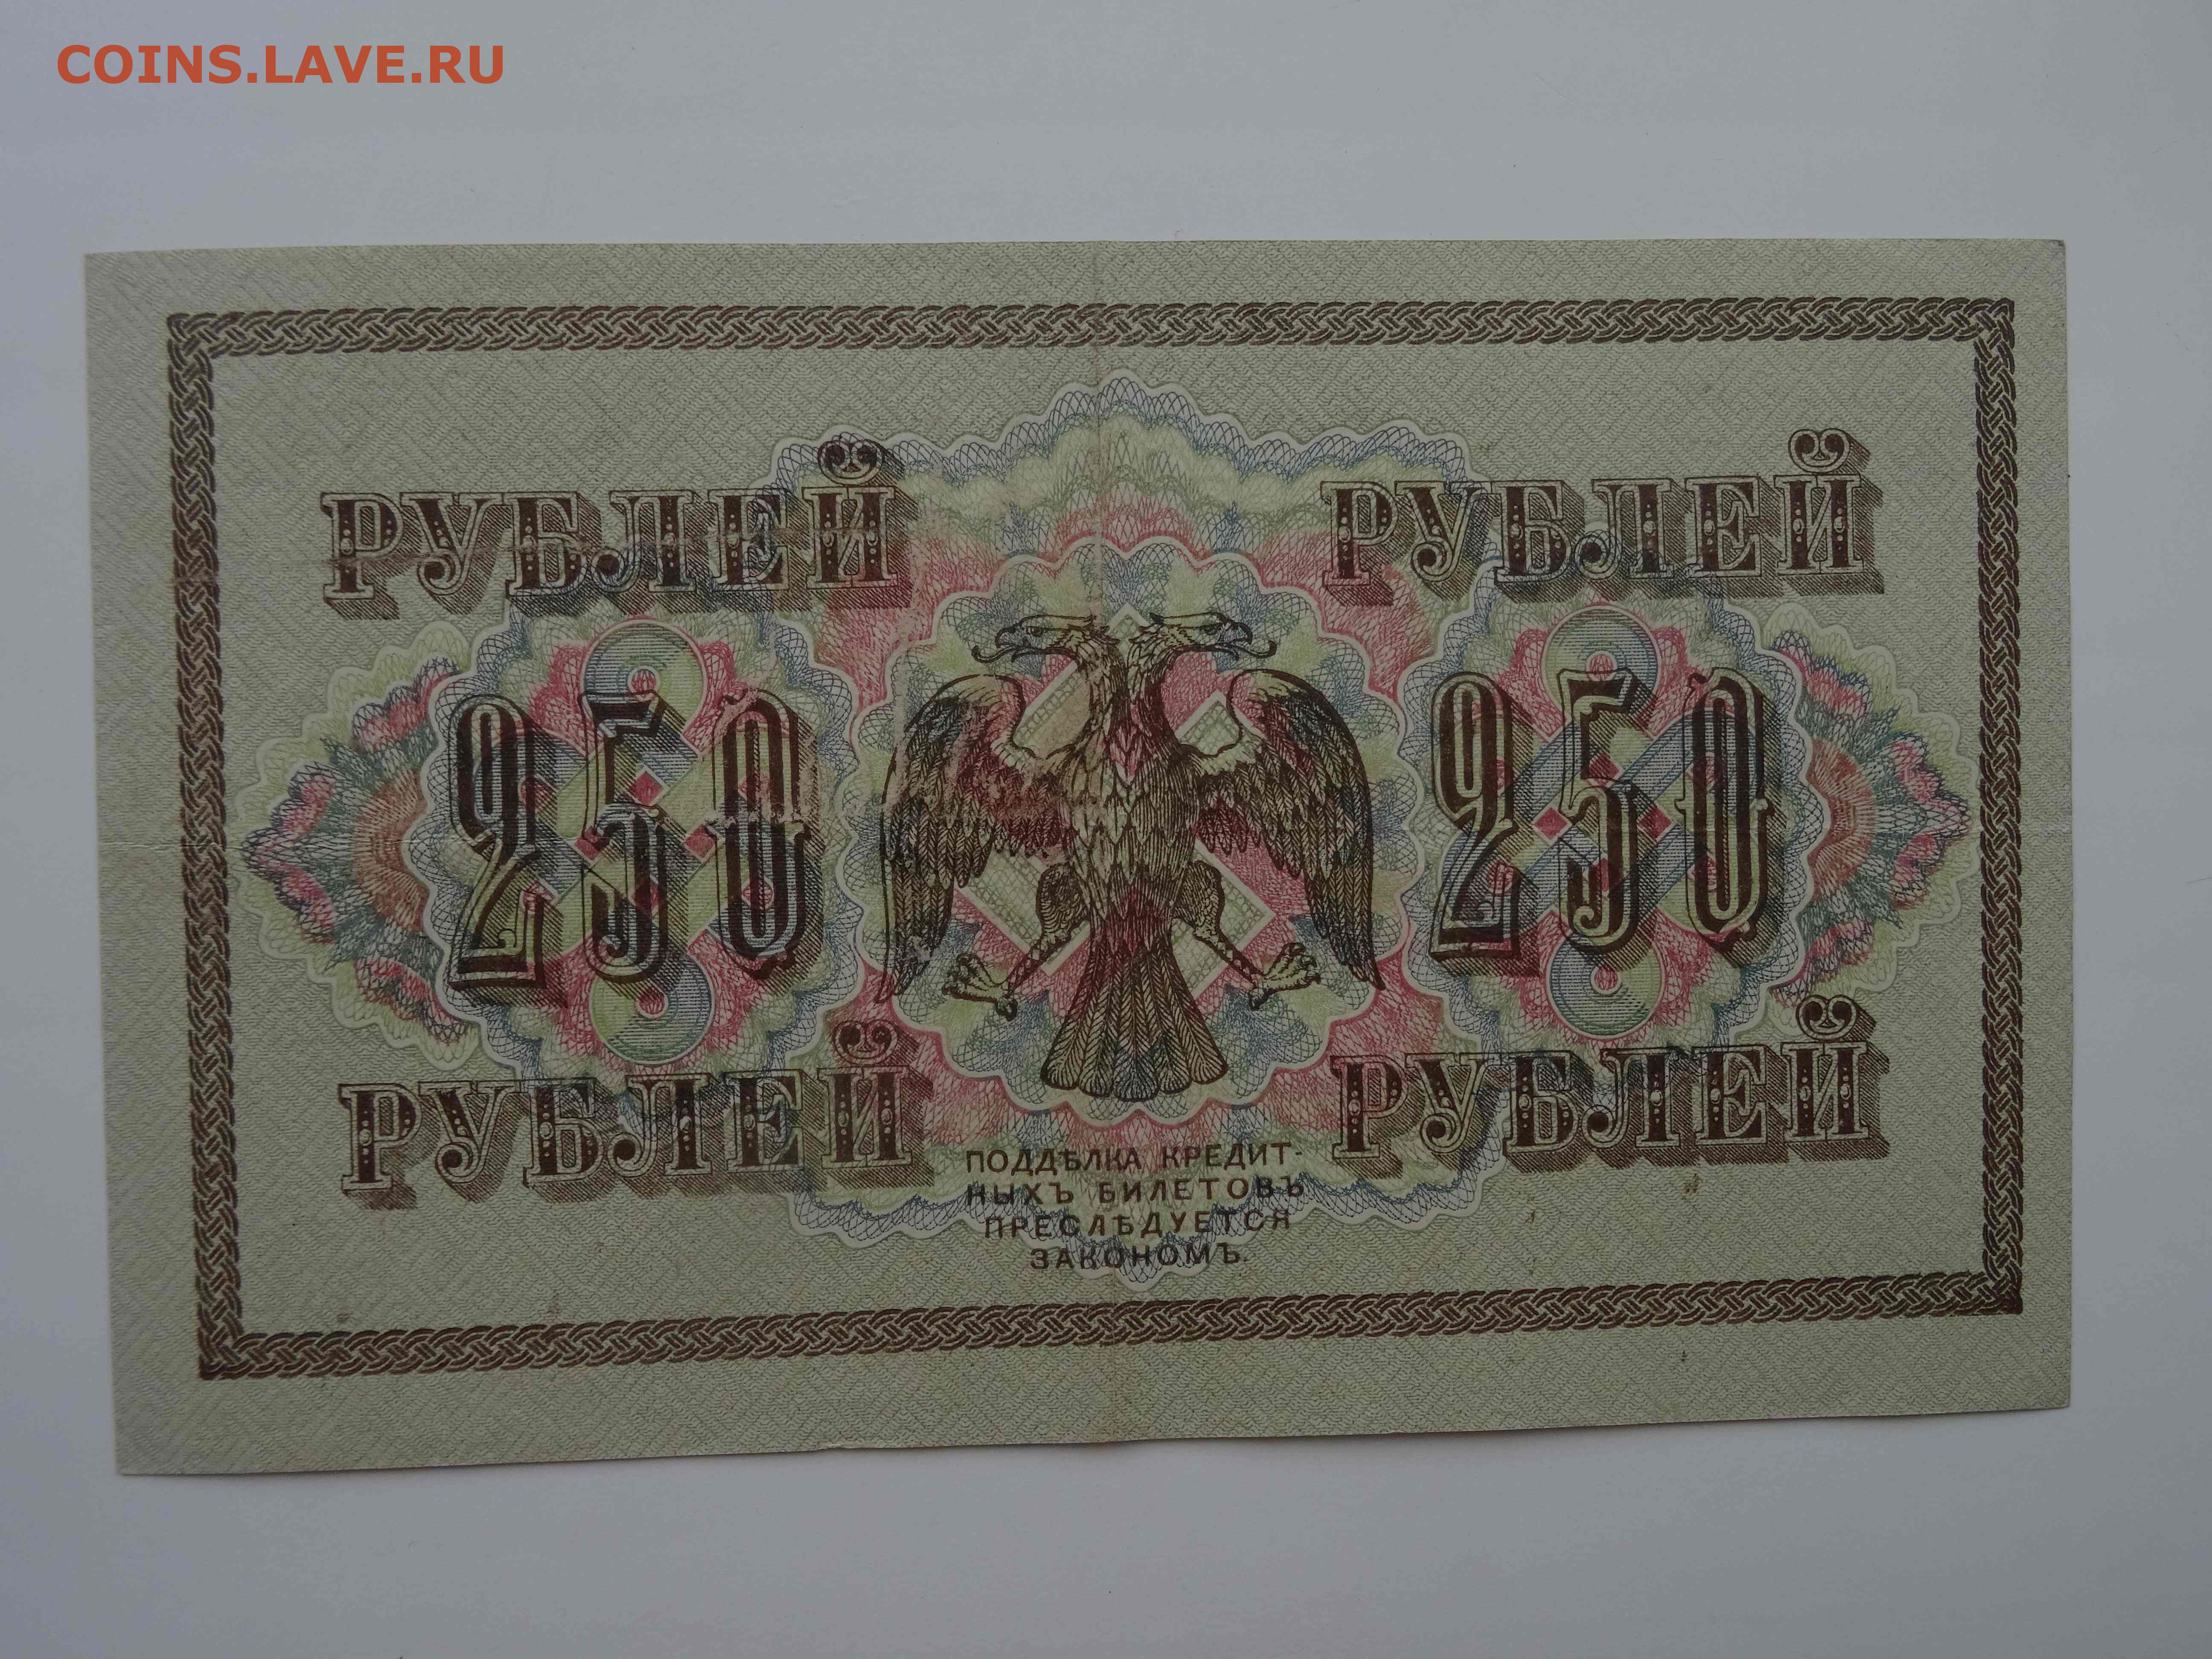 COINS.LAVE.RU
РУБЛЕЙ РУБЛЕЙ
250 250
РУБЛЕЙ РУБЛЕЙ
ПОДДѢЛКА КРЕДИТ-
НЫХЪ БИЛЕТОВЪ
ПРЕСЛѢДУЕТСЯ
ЗАКОНОМЪ.